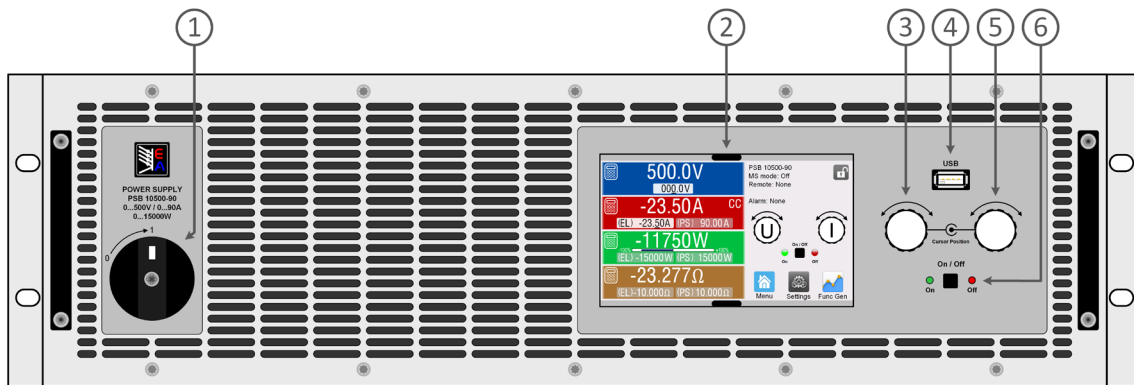 1
2
3
4
5
6
EA
POWER SUPPLY
PSB 10500-90
0...500V / 0...90A
0...15000W
0
1
500.0V
000.0V
-23.50A
CC
(EL) -23.50A (PS) 90.00A
-11750W
-100% +100%
(EL)-15000W (PS) 15000W
-23.277Ω
(EL)-10.000Ω (PS)10.000Ω
PSB 10500-90
MS mode: Off
Remote: None
Alarm: None
U
I
On / Off
On
Off
Menu
Settings
Func Gen
USB
Cursor Position
On / Off
On
Off